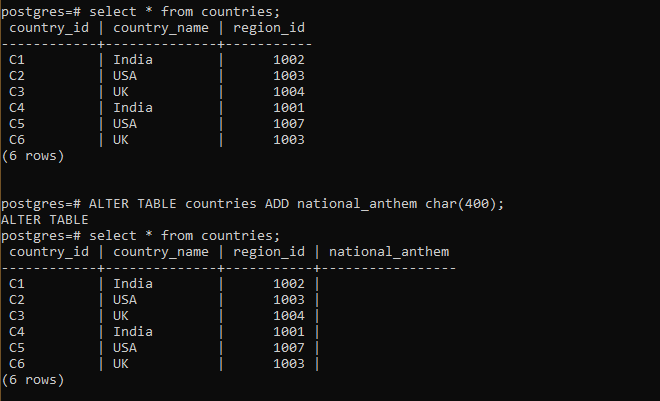 postgres=# select * from countries;
 country_id | country_name | region_id
------------+--------------+-----------
 C1         | India        |      1002
 C2         | USA          |      1003
 C3         | UK           |      1004
 C4         | India        |      1001
 C5         | USA          |      1007
 C6         | UK           |      1003
(6 rows)

postgres=# ALTER TABLE countries ADD national_anthem char(400);
ALTER TABLE
postgres=# select * from countries;
 country_id | country_name | region_id | national_anthem
------------+--------------+-----------+-----------------
 C1         | India        |      1002 |
 C2         | USA          |      1003 |
 C3         | UK           |      1004 |
 C4         | India        |      1001 |
 C5         | USA          |      1007 |
 C6         | UK           |      1003 |
(6 rows)